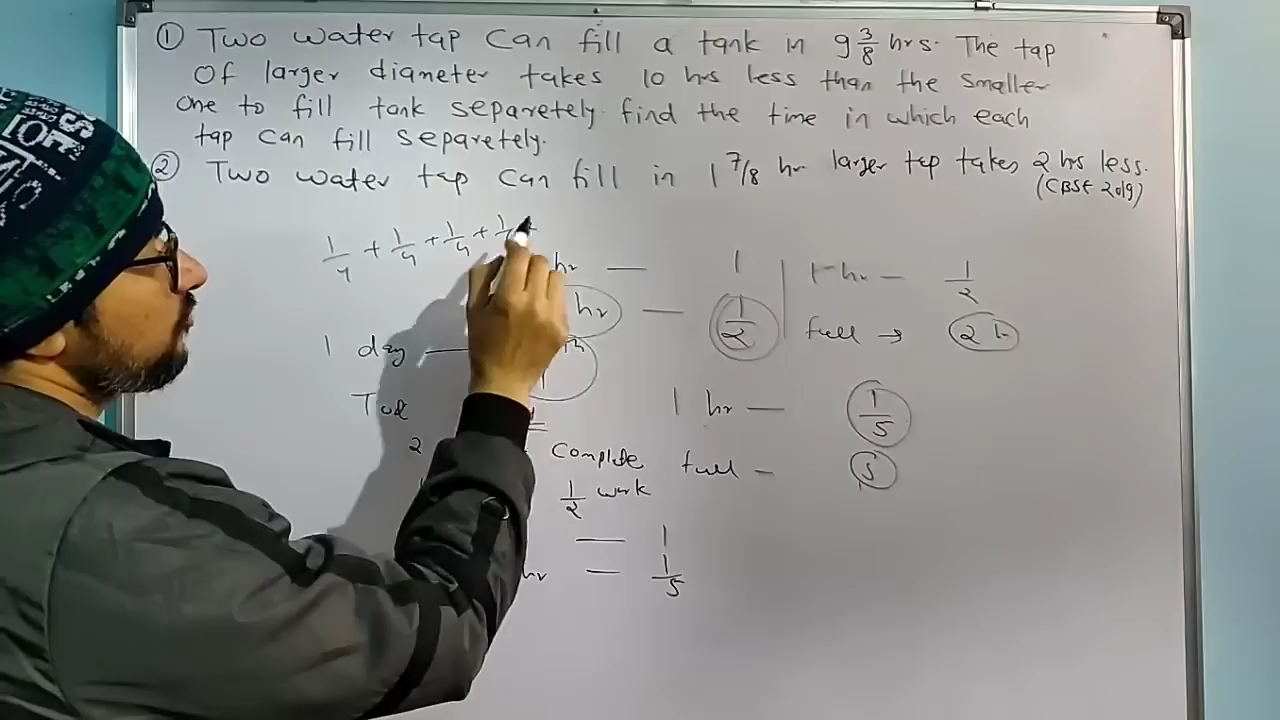 ① Two water tap can fill a tank in 9 3/8 hrs. The tap
of larger diameter takes 10 hrs less than the smaller
one to fill tank separetely. find the time in which each
tap can fill separetely.
② Two water tap can fill in 1 7/8 hr larger tap takes 2 hrs less.
(CBSE 2019)
1/4 + 1/4 + 1/4 + 1/4 +
hr — 1
1 hr — 1/2
hr — 1/2
full → 2 h
1 day —
1 hr — 1/5
2
Complete full — 5
1/2 work
— 1
hr — 1/5